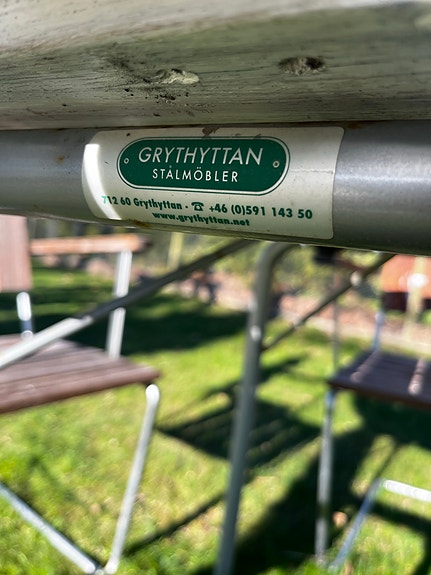 GRYTHYTTAN
STÅLMÖBLER
712 60 Grythyttan - ☎ +46 (0)591 143 50
www.grythyttan.net